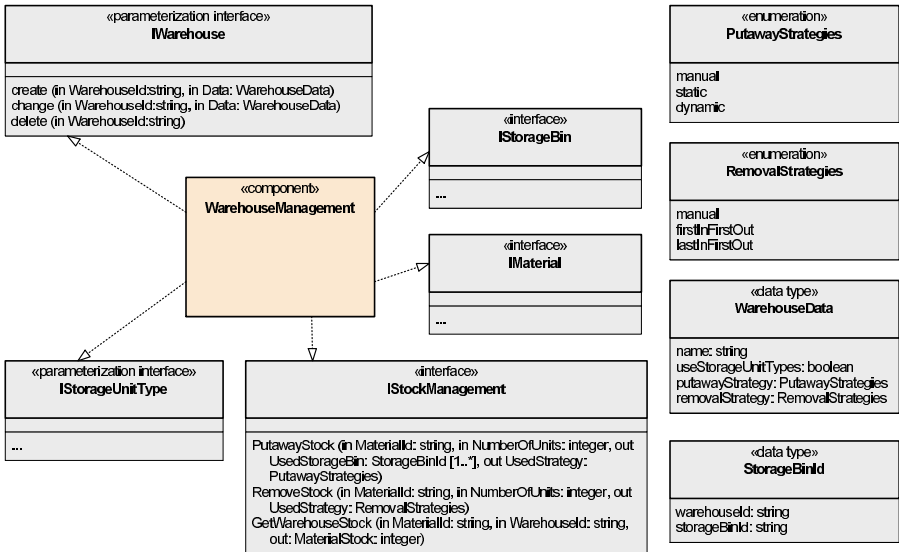 «parameterization interface»
IWarehouse
create (in WarehouseId:string, in Data: WarehouseData)
change (in WarehouseId:string, in Data: WarehouseData)
delete (in WarehouseId:string)
«component»
WarehouseManagement
«interface»
IStorageBin
...
«interface»
IMaterial
...
«parameterization interface»
IStorageUnitType
...
«interface»
IStockManagement
PutawayStock (in MaterialId: string, in NumberOfUnits: integer, out
UsedStorageBin: StorageBinId [1..*], out UsedStrategy:
PutawayStrategies)
RemoveStock (in MaterialId: string, in NumberOfUnits: integer, out
UsedStrategy: RemovalStrategies)
GetWarehouseStock (in MaterialId: string, in WarehouseId: string,
out: MaterialStock: integer)
«enumeration»
PutawayStrategies
manual
static
dynamic
«enumeration»
RemovalStrategies
manual
firstInFirstOut
lastInFirstOut
«data type»
WarehouseData
name: string
useStorageUnitTypes: boolean
putawayStrategy: PutawayStrategies
removalStrategy: RemovalStrategies
«data type»
StorageBinId
warehouseId: string
storageBinId: string